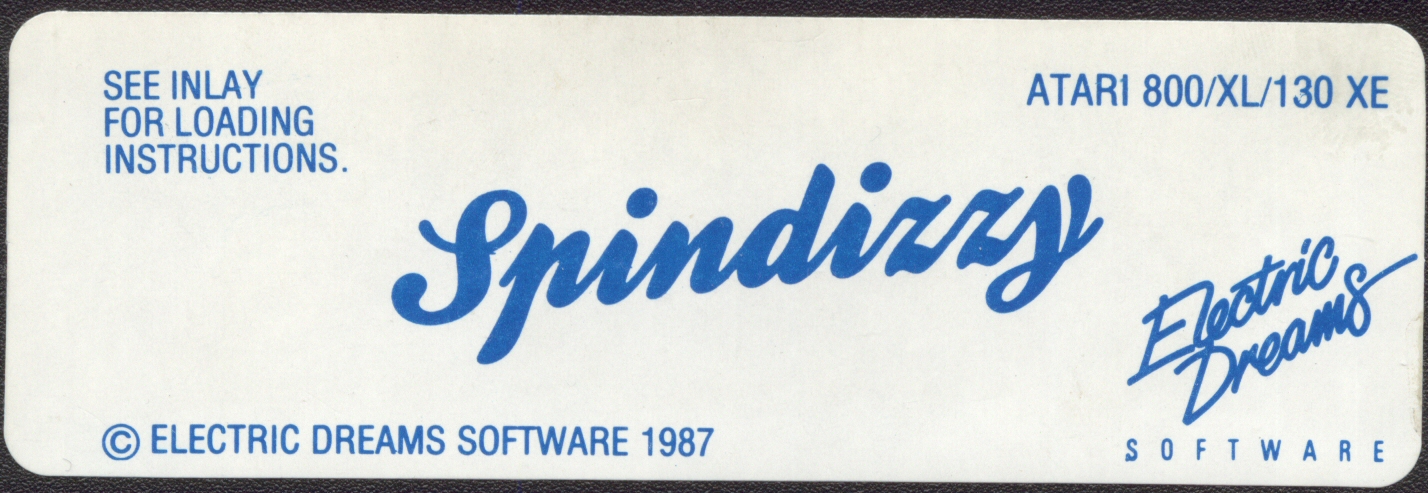 SEE INLAY
FOR LOADING
INSTRUCTIONS.
ATARI 800/XL/130 XE
Spindizzy
Electric
Dreams
SOFTWARE
© ELECTRIC DREAMS SOFTWARE 1987